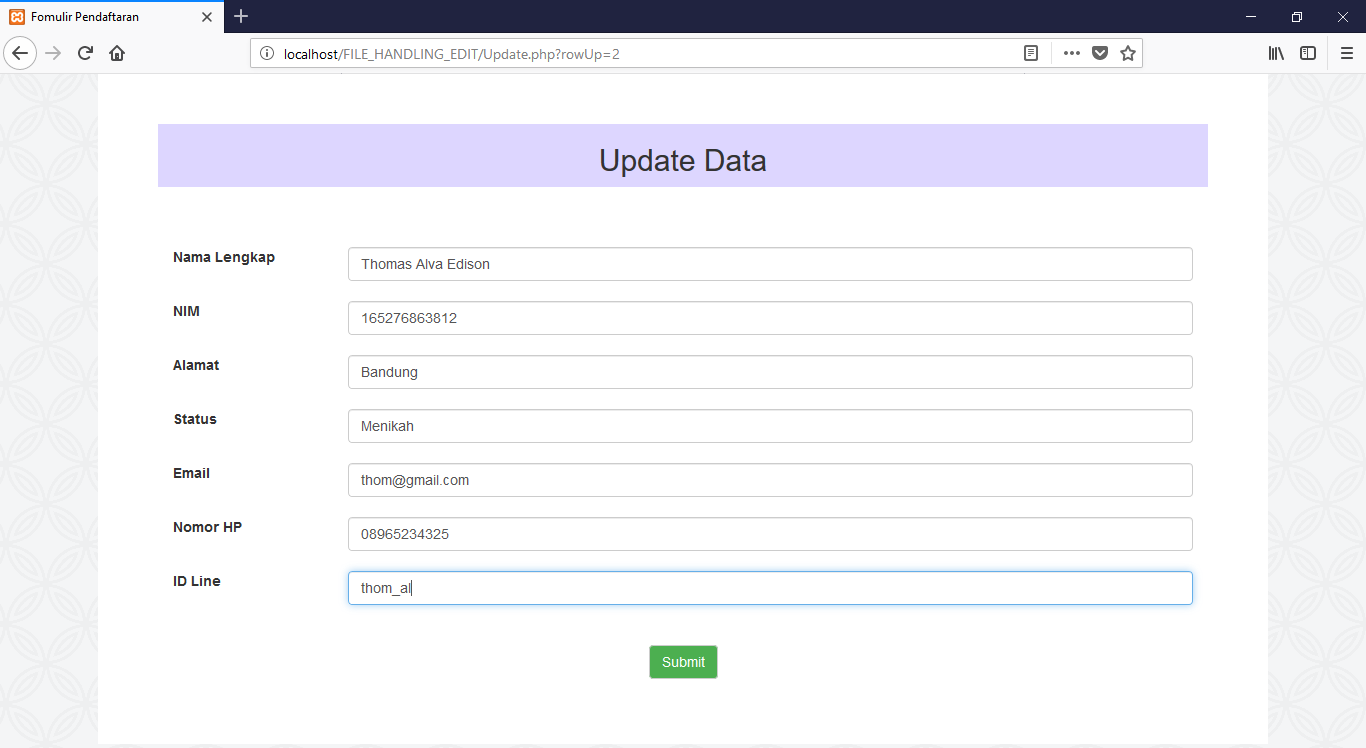 Fomulir Pendaftaran
localhost/FILE_HANDLING_EDIT/Update.php?rowUp=2
Update Data
Nama Lengkap
Thomas Alva Edison
NIM
165276863812
Alamat
Bandung
Status
Menikah
Email
thom@gmail.com
Nomor HP
08965234325
ID Line
thom_al
Submit